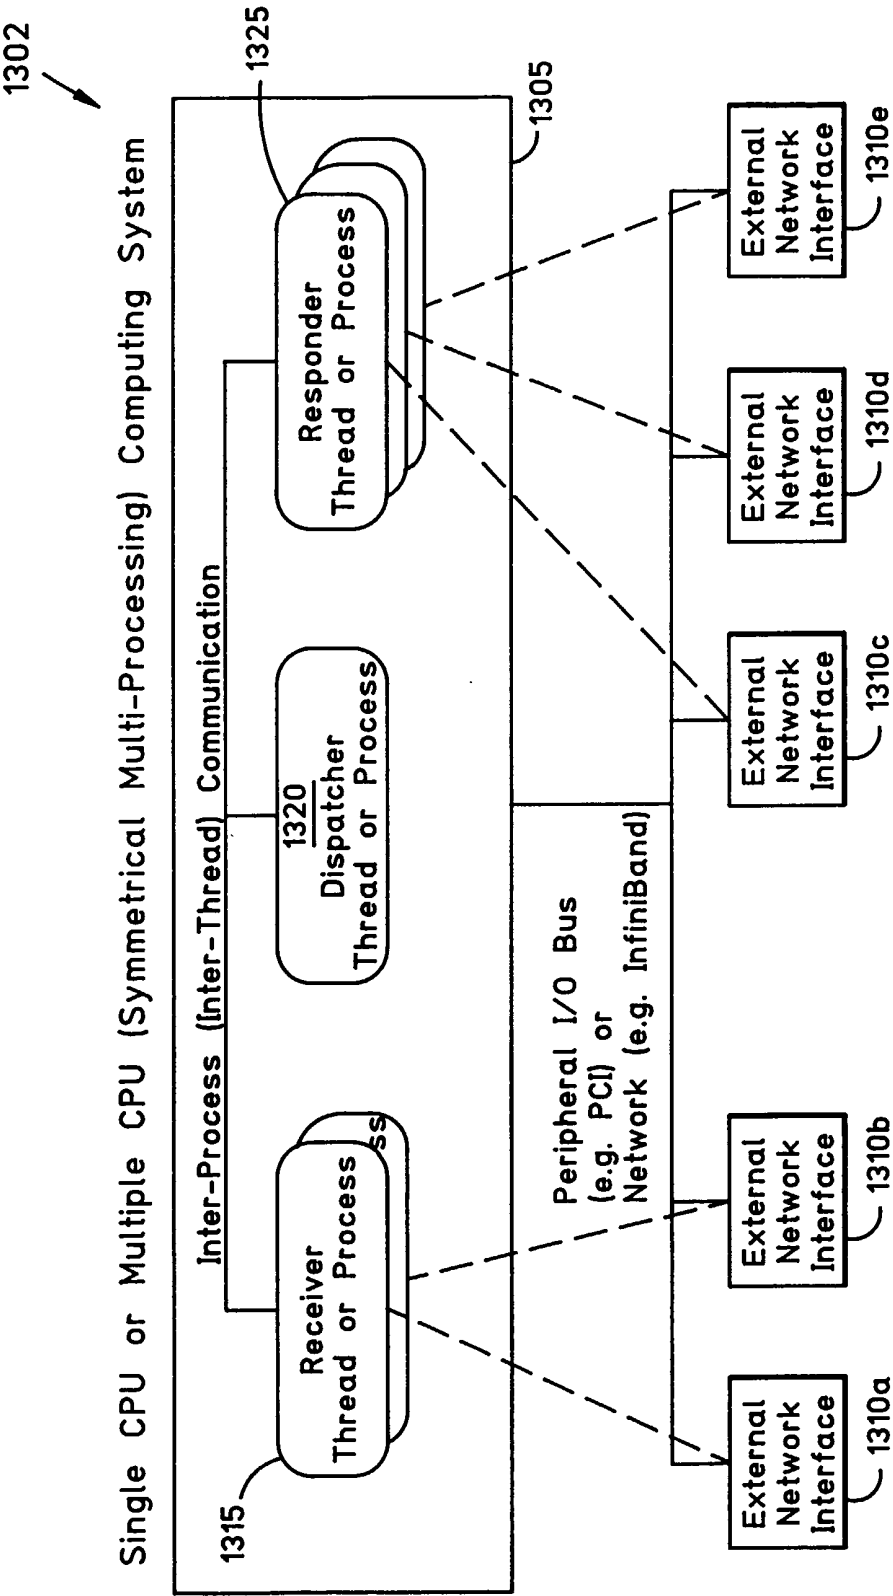 1302
Single CPU or Multiple CPU (Symmetrical Multi-Processing) Computing System
Inter-Process (Inter-Thread) Communication
1315
Receiver
Thread or Process
ss
1320
Dispatcher
Thread or Process
1325
Responder
Thread or Process
1305
Peripheral I/O Bus
(e.g. PCI) or
Network (e.g. InfiniBand)
External
Network
Interface
1310a
External
Network
Interface
1310b
External
Network
Interface
1310c
External
Network
Interface
1310d
External
Network
Interface
1310e